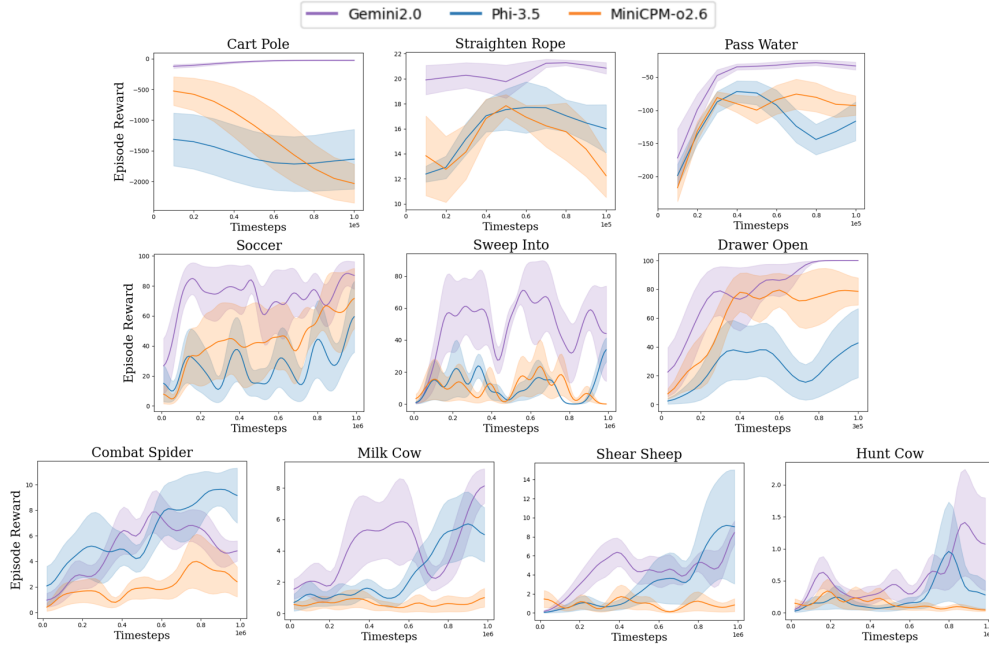 Gemini2.0 Phi-3.5 MiniCPM-o2.6
Cart Pole Straighten Rope Pass Water
Episode Reward
0
-500
-1000
-1500
-2000
0 0.2 0.4 0.6 0.8 1.0
1e5
Timesteps
22
20
18
16
14
12
10
0 0.2 0.4 0.6 0.8 1.0
1e5
Timesteps
-50
-100
-150
-200
0 0.2 0.4 0.6 0.8 1.0
1e5
Timesteps
Soccer Sweep Into Drawer Open
Episode Reward
100
80
60
40
20
0
0 0.2 0.4 0.6 0.8 1.0
1e6
Timesteps
80
60
40
20
0
0 0.2 0.4 0.6 0.8 1.0
1e6
Timesteps
100
80
60
40
20
0
0 0.2 0.4 0.6 0.8 1.0
3e5
Timesteps
Combat Spider Milk Cow Shear Sheep Hunt Cow
Episode Reward
10
8
6
4
2
0
0 0.2 0.4 0.6 0.8 1.0
1e6
Timesteps
8
6
4
2
0
0 0.2 0.4 0.6 0.8 1.0
1e6
Timesteps
14
12
10
8
6
4
2
0
0 0.2 0.4 0.6 0.8 1.0
1e6
Timesteps
2.0
1.5
1.0
0.5
0.0
0 0.2 0.4 0.6 0.8
Timesteps